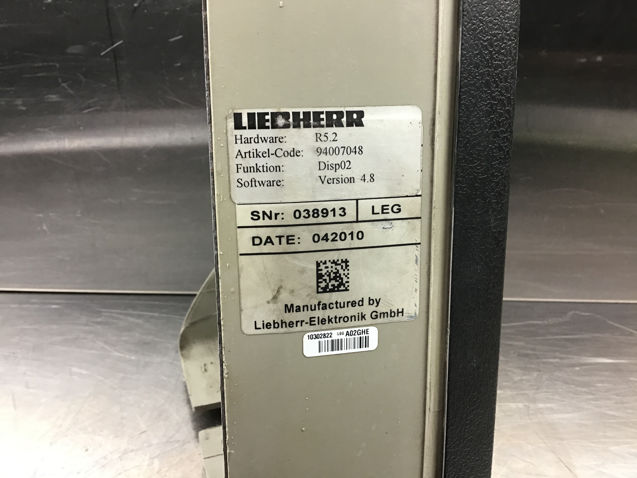 LIEBHERR
Hardware: R5.2
Artikel-Code: 94007048
Funktion: Disp02
Software: Version 4.8
SNr: 038913 LEG
DATE: 042010
Manufactured by
Liebherr-Elektronik GmbH
10302822 A02GHE